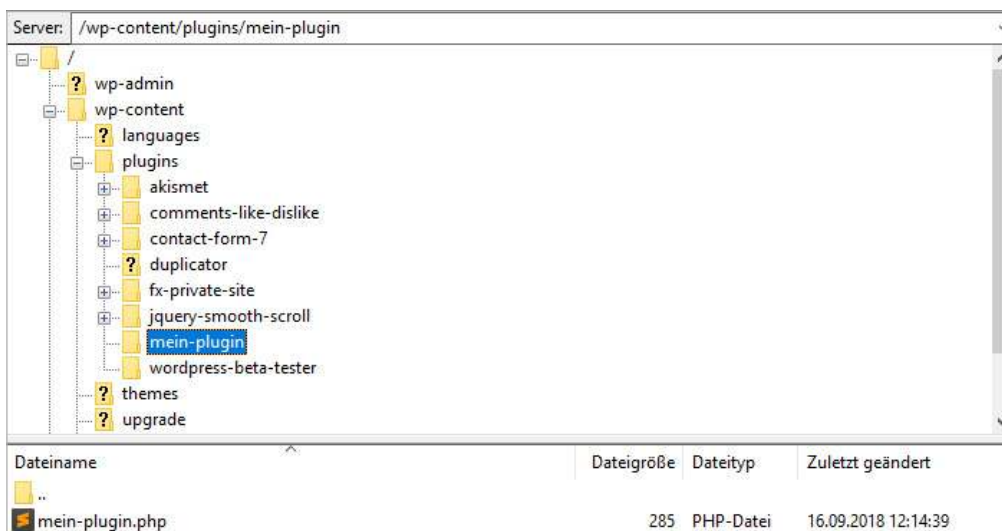 Server: /wp-content/plugins/mein-plugin
/
? wp-admin
wp-content
? languages
plugins
akismet
comments-like-dislike
contact-form-7
? duplicator
fx-private-site
jquery-smooth-scroll
mein-plugin
wordpress-beta-tester
? themes
? upgrade
Dateiname Dateigröße Dateityp Zuletzt geändert
..
mein-plugin.php 285 PHP-Datei 16.09.2018 12:14:39